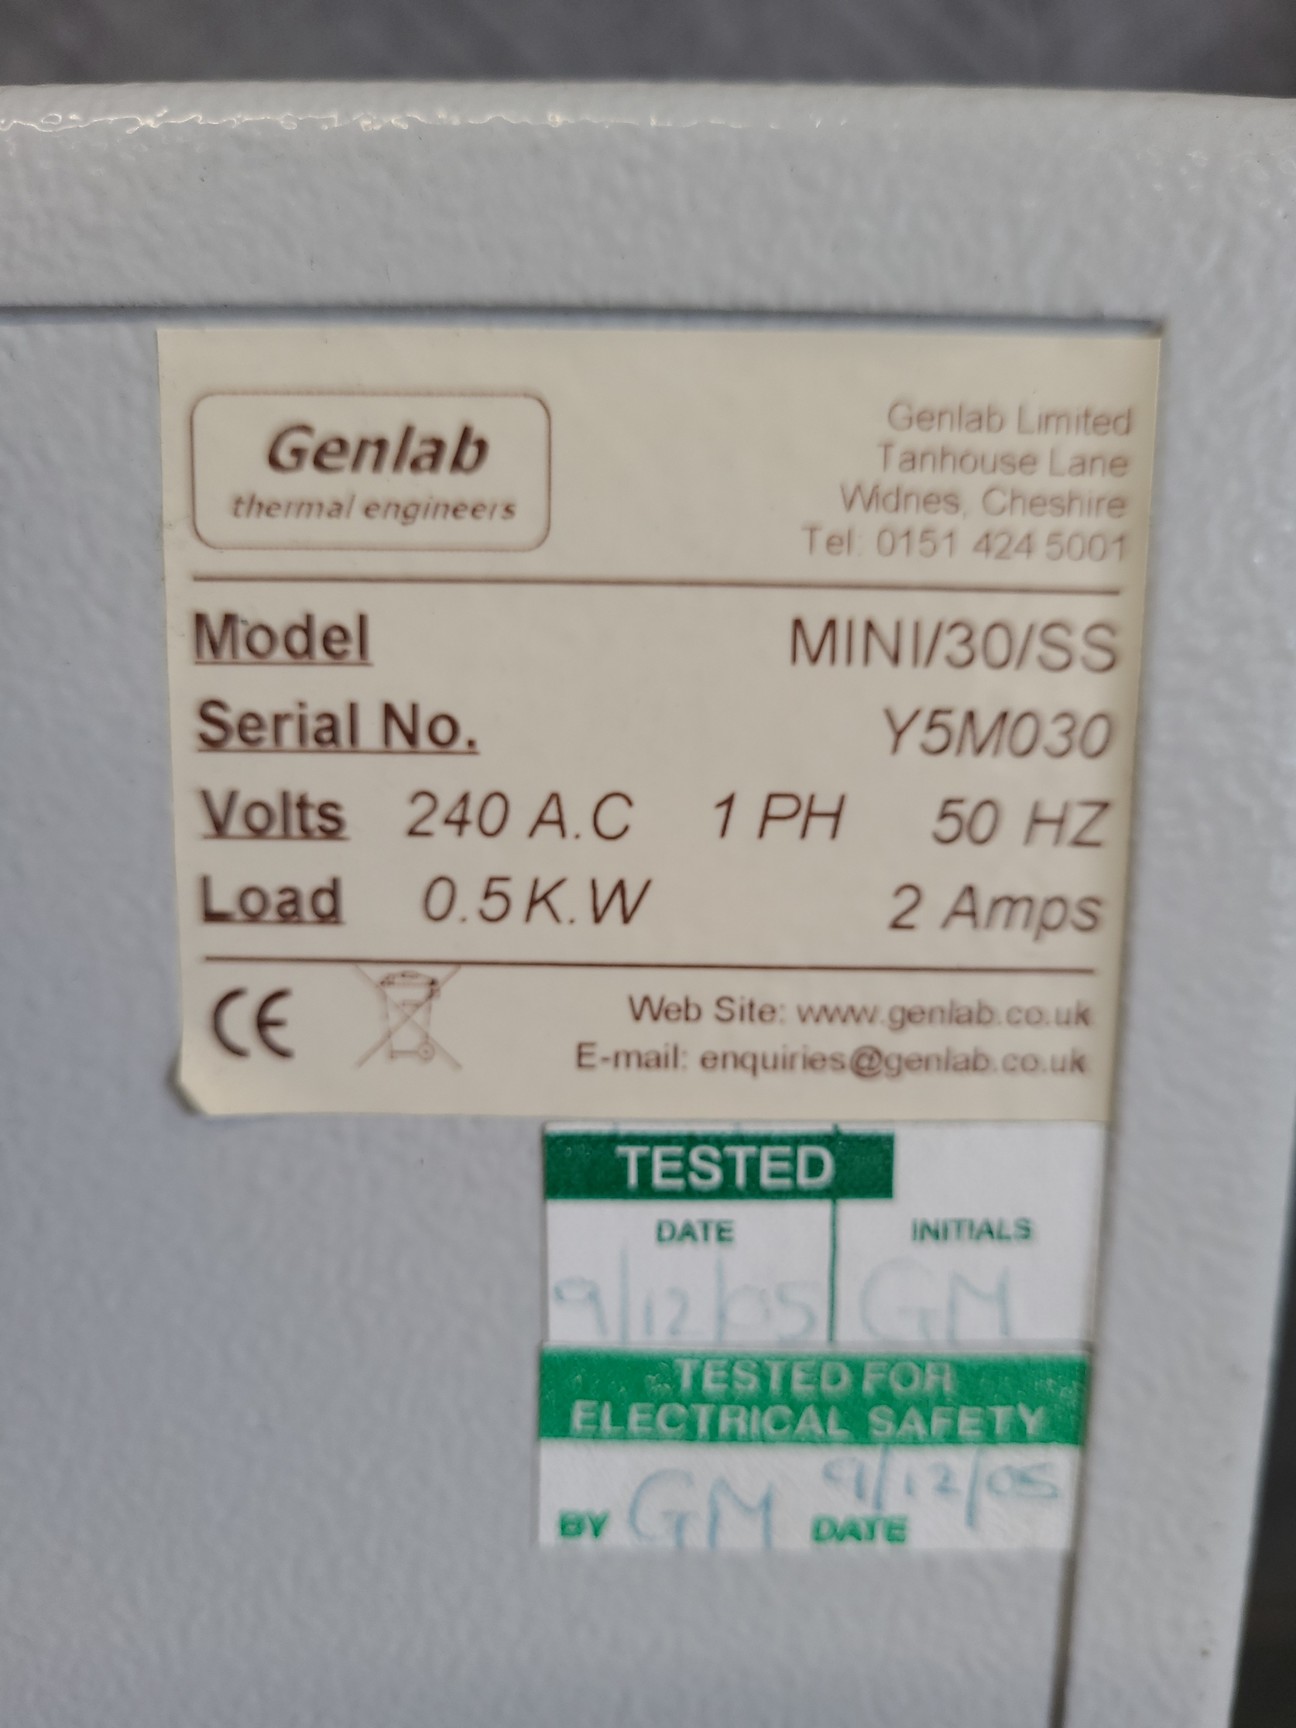 Genlab
thermal engineers
Genlab Limited
Tanhouse Lane
Widnes, Cheshire
Tel: 0151 424 5001
Model MINI/30/SS
Serial No. Y5M030
Volts 240 A.C 1 PH 50 HZ
Load 0.5K.W 2 Amps
CE
Web Site: www.genlab.co.uk
E-mail: enquiries@genlab.co.uk
TESTED
DATE INITIALS
9/12/05 GM
TESTED FOR
ELECTRICAL SAFETY
BY GM DATE 9/12/05